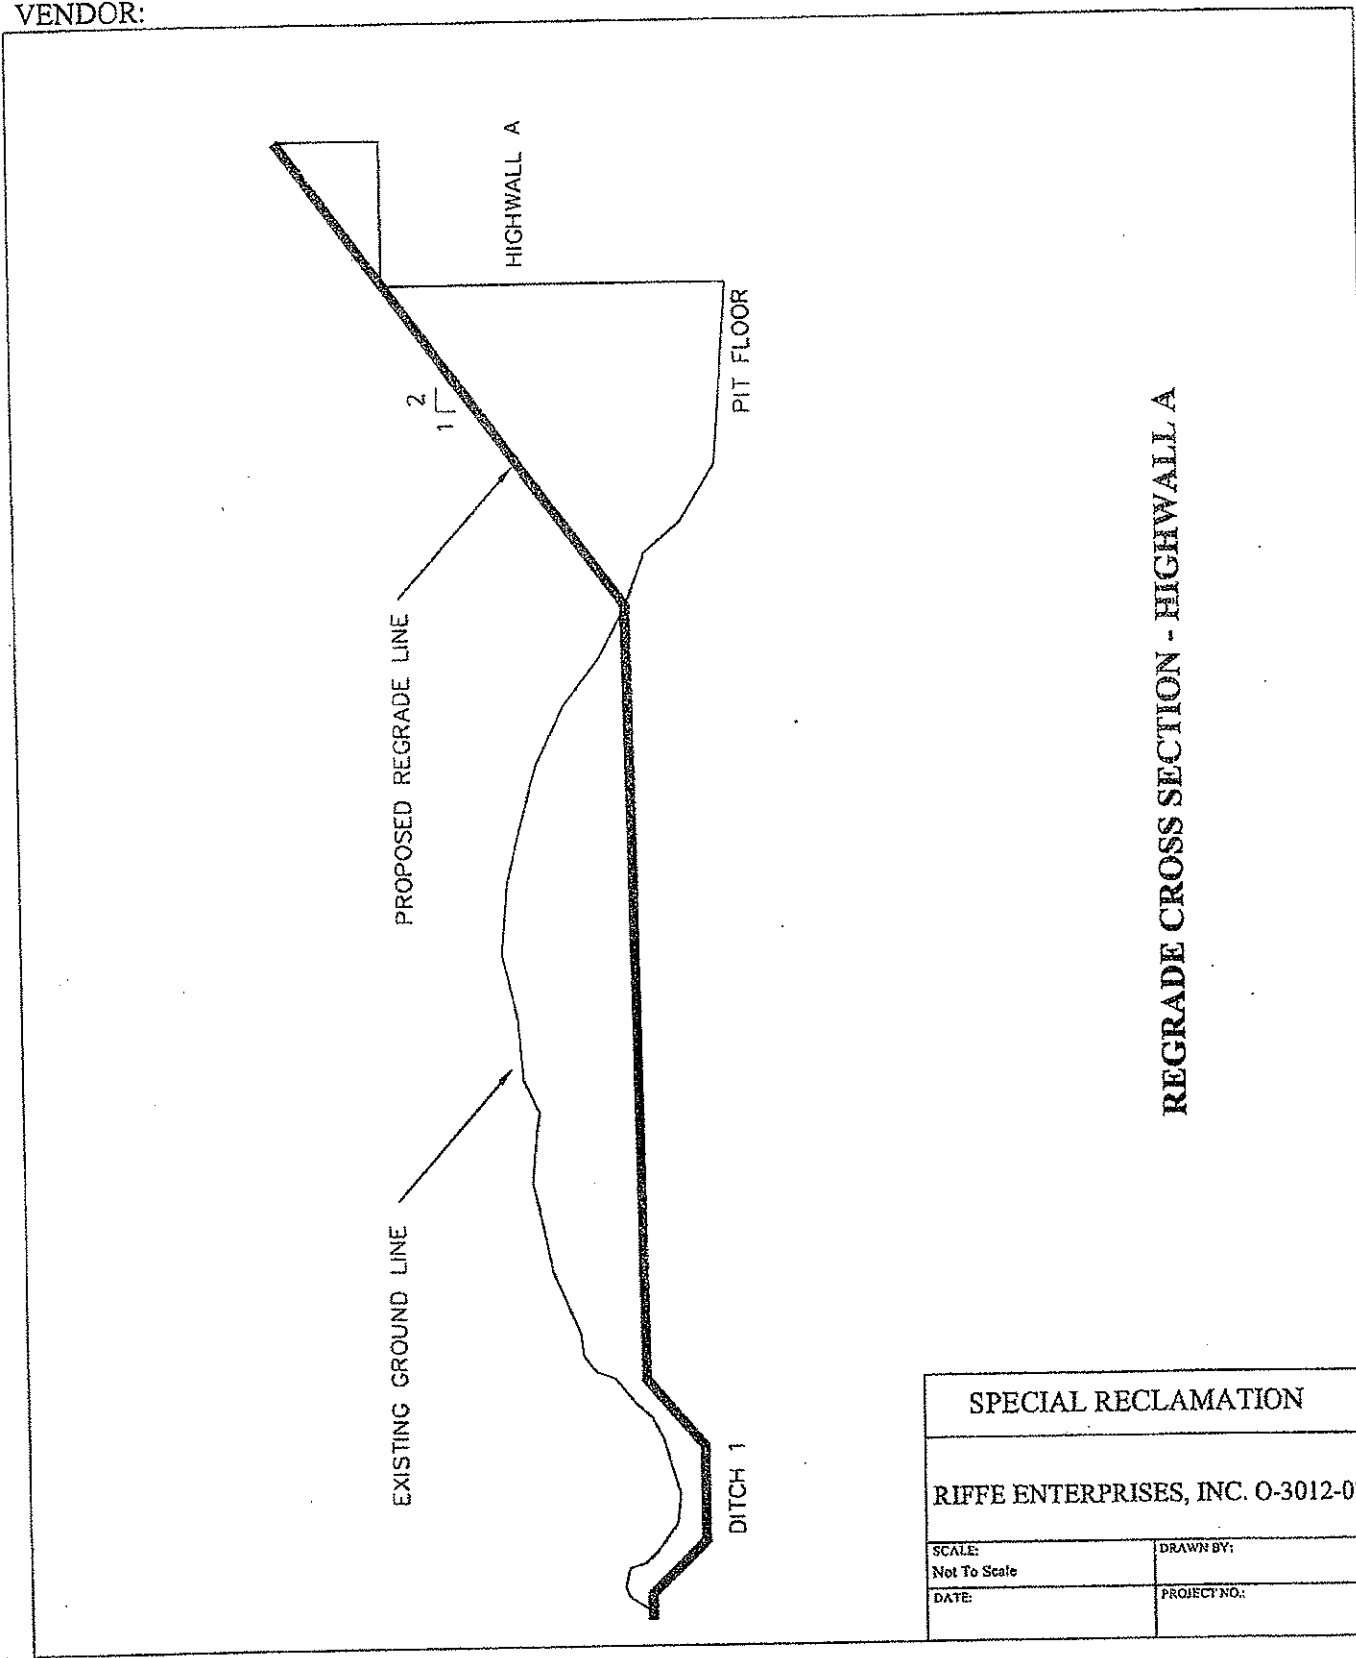 VENDOR:
HIGHWALL A
PIT FLOOR
2
1
PROPOSED REGRADE LINE
EXISTING GROUND LINE
DITCH 1
REGRADE CROSS SECTION - HIGHWALL A
SPECIAL RECLAMATION
RIFFE ENTERPRISES, INC. O-3012-0
SCALE:
Not To Scale
DRAWN BY:
DATE:
PROJECT NO.: